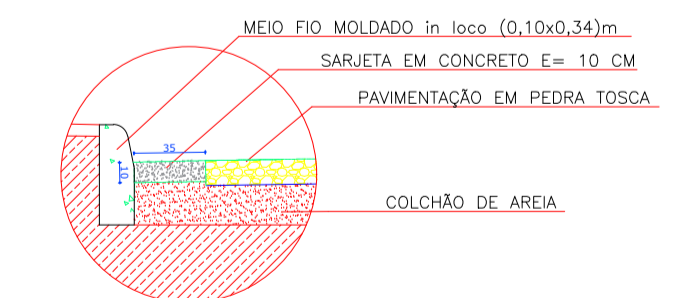 MEIO FIO MOLDADO in loco (0,10x0,34)m
SARJETA EM CONCRETO E= 10 CM
PAVIMENTAÇÃO EM PEDRA TOSCA
35
10
COLCHÃO DE AREIA